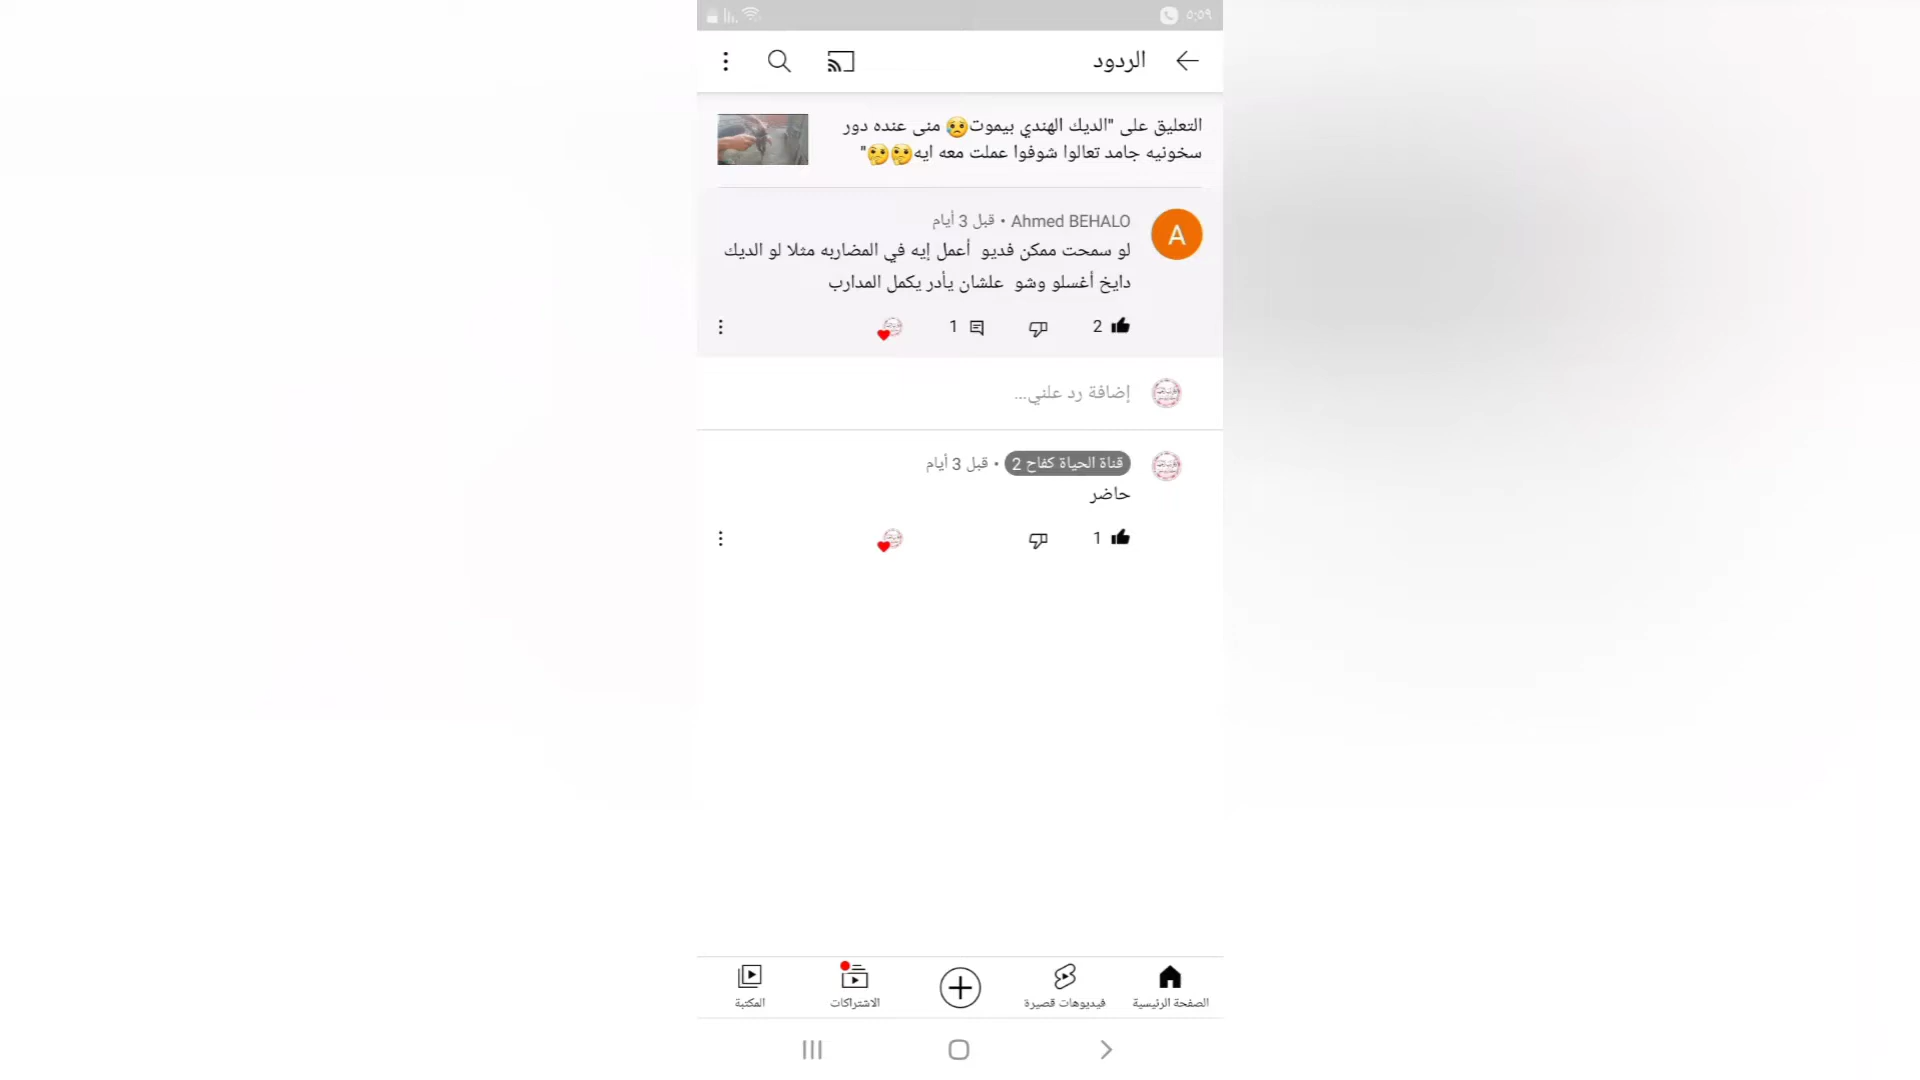 ٥:٥٩
الردود
التعليق على "الديك الهندي بيموت😥 منى عنده دور
سخونيه جامد تعالوا شوفوا عملت معه ايه🤔🤔"
Ahmed BEHALO • قبل 3 أيام
لو سمحت ممكن فديو أعمل إيه في المضاربه مثلا لو الديك
دايخ أغسلو وشو علشان يأدر يكمل المدارب
2
1
إضافة رد علني...
قناة الحياة كفاح 2 • قبل 3 أيام
حاضر
1
الصفحة الرئيسية
فيديوهات قصيرة
الاشتراكات
المكتبة